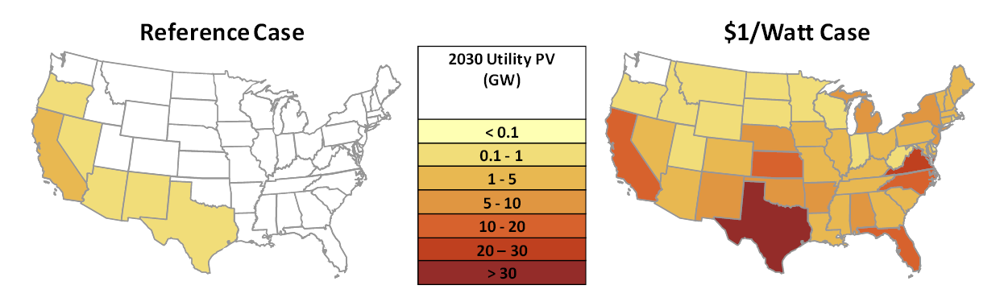 Reference Case
2030 Utility PV
(GW)
< 0.1
0.1 - 1
1 - 5
5 - 10
10 - 20
20 – 30
> 30
$1/Watt Case